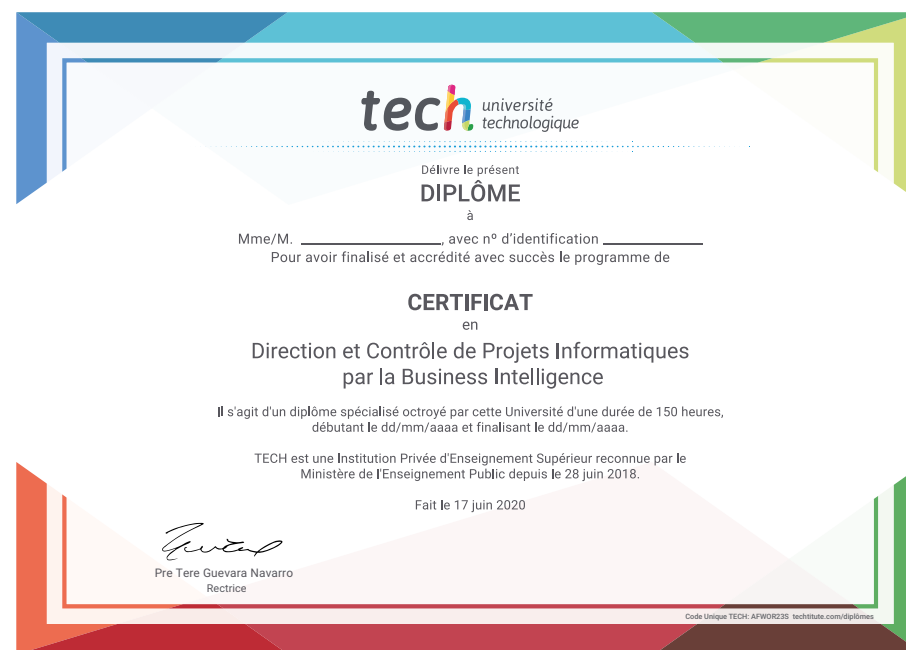 tech université
technologique
Délivre le présent
DIPLÔME
à
Mme/M. ____________________, avec nº d'identification ______________
Pour avoir finalisé et accrédité avec succès le programme de
CERTIFICAT
en
Direction et Contrôle de Projets Informatiques
par la Business Intelligence
Il s'agit d'un diplôme spécialisé octroyé par cette Université d'une durée de 150 heures,
débutant le dd/mm/aaaa et finalisant le dd/mm/aaaa.
TECH est une Institution Privée d'Enseignement Supérieur reconnue par le
Ministère de l'Enseignement Public depuis le 28 juin 2018.
Fait le 17 juin 2020
Pre Tere Guevara Navarro
Rectrice
Code Unique TECH: AFWOR23S techtitute.com/diplômes